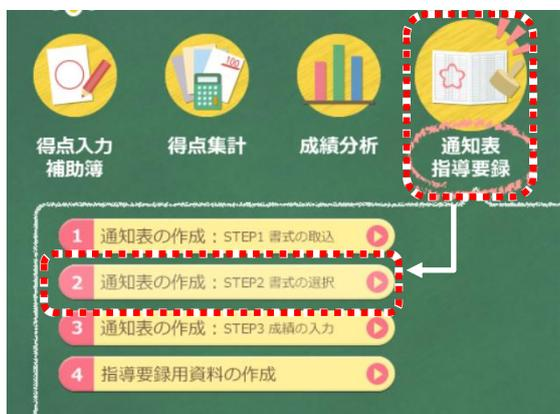 100
得点入力
補助簿
得点集計
成績分析
通知表
指導要録
1 通知表の作成：STEP1 書式の取込
2 通知表の作成：STEP2 書式の選択
3 通知表の作成：STEP3 成績の入力
4 指導要録用資料の作成